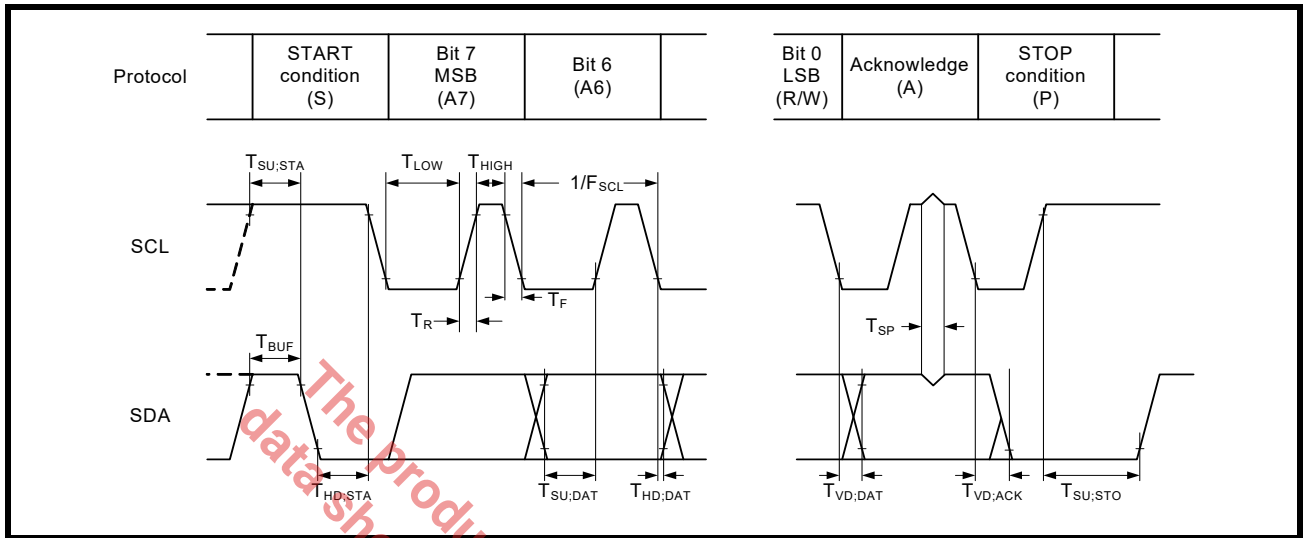 Protocol
START
condition
(S)
Bit 7
MSB
(A7)
Bit 6
(A6)
Bit 0
LSB
(R/W)
Acknowledge
(A)
STOP
condition
(P)
TSU;STA
TLOW
THIGH
1/FSCL
SCL
TF
TR
TSP
TBUF
SDA
THD;STA
TSU;DAT
THD;DAT
TVD;DAT
TVD;ACK
TSU;STO
The produ
data sh